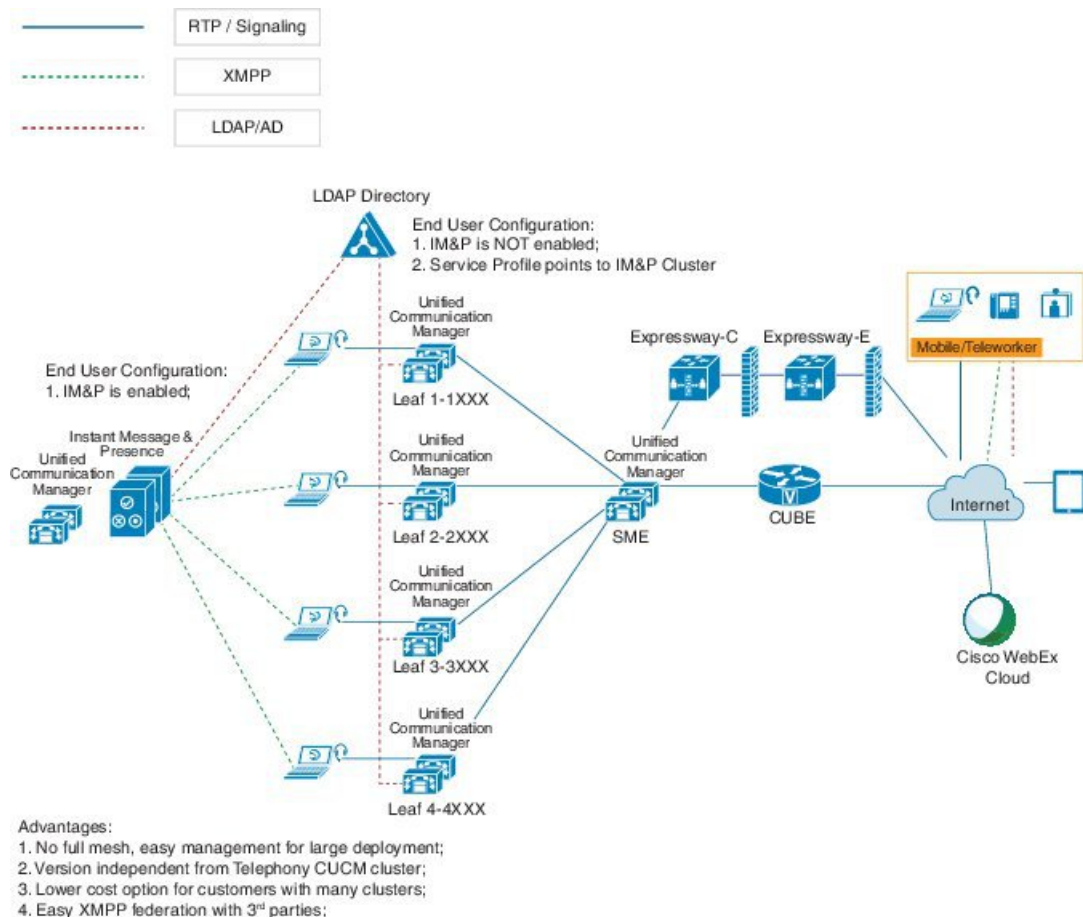 RTP / Signaling
XMPP
LDAP/AD
LDAP Directory
End User Configuration:
1. IM&P is NOT enabled;
2. Service Profile points to IM&P Cluster
Unified
Communication
Manager
Leaf 1-1XXX
Expressway-C
Expressway-E
Mobile/Teleworker
End User Configuration:
1. IM&P is enabled;
Instant Message &
Presence
Unified
Communication
Manager
Unified
Communication
Manager
Leaf 2-2XXX
Unified
Communication
Manager
SME
V
CUBE
Internet
Unified
Communication
Manager
Leaf 3-3XXX
Cisco WebEx
Cloud
Unified
Communication
Manager
Leaf 4-4XXX
Advantages:
1. No full mesh, easy management for large deployment;
2. Version independent from Telephony CUCM cluster;
3. Lower cost option for customers with many clusters;
4. Easy XMPP federation with 3rd parties;